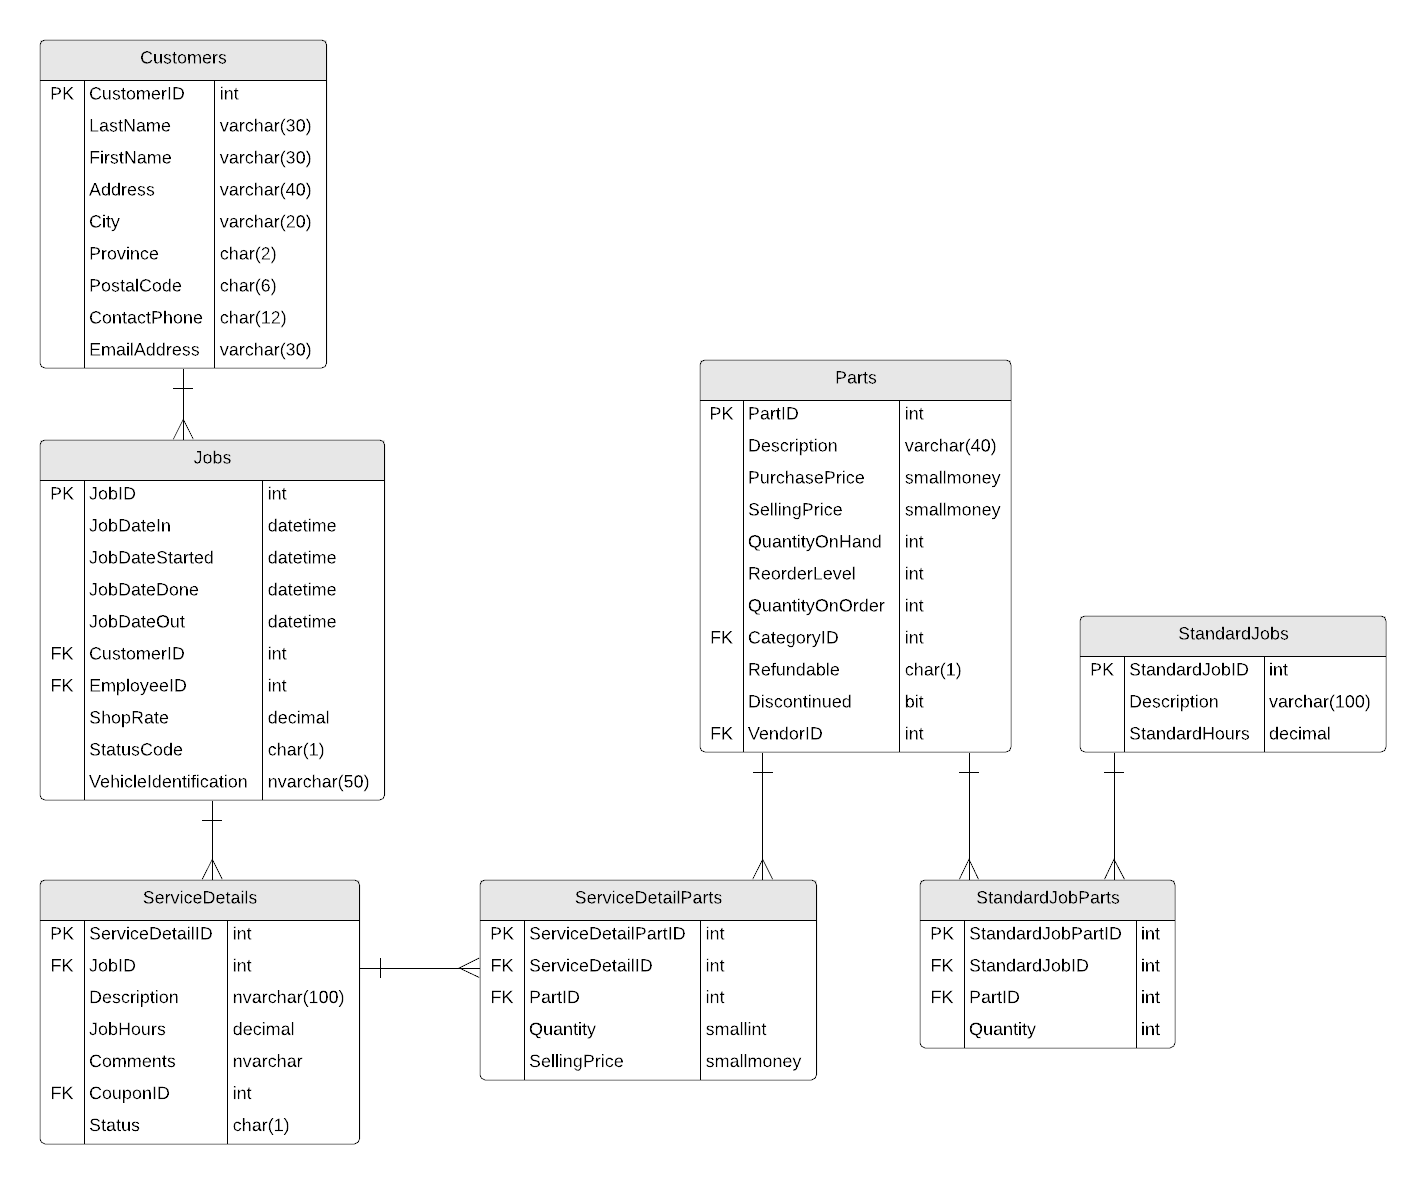 Customers
PK CustomerID int
LastName varchar(30)
FirstName varchar(30)
Address varchar(40)
City varchar(20)
Province char(2)
PostalCode char(6)
ContactPhone char(12)
EmailAddress varchar(30)
Jobs
PK JobID int
JobDateIn datetime
JobDateStarted datetime
JobDateDone datetime
JobDateOut datetime
FK CustomerID int
FK EmployeeID int
ShopRate decimal
StatusCode char(1)
VehicleIdentification nvarchar(50)
Parts
PK PartID int
Description varchar(40)
PurchasePrice smallmoney
SellingPrice smallmoney
QuantityOnHand int
ReorderLevel int
QuantityOnOrder int
FK CategoryID int
Refundable char(1)
Discontinued bit
FK VendorID int
StandardJobs
PK StandardJobID int
Description varchar(100)
StandardHours decimal
ServiceDetails
PK ServiceDetailID int
FK JobID int
Description nvarchar(100)
JobHours decimal
Comments nvarchar
FK CouponID int
Status char(1)
ServiceDetailParts
PK ServiceDetailPartID int
FK ServiceDetailID int
FK PartID int
Quantity smallint
SellingPrice smallmoney
StandardJobParts
PK StandardJobPartID int
FK StandardJobID int
FK PartID int
Quantity int